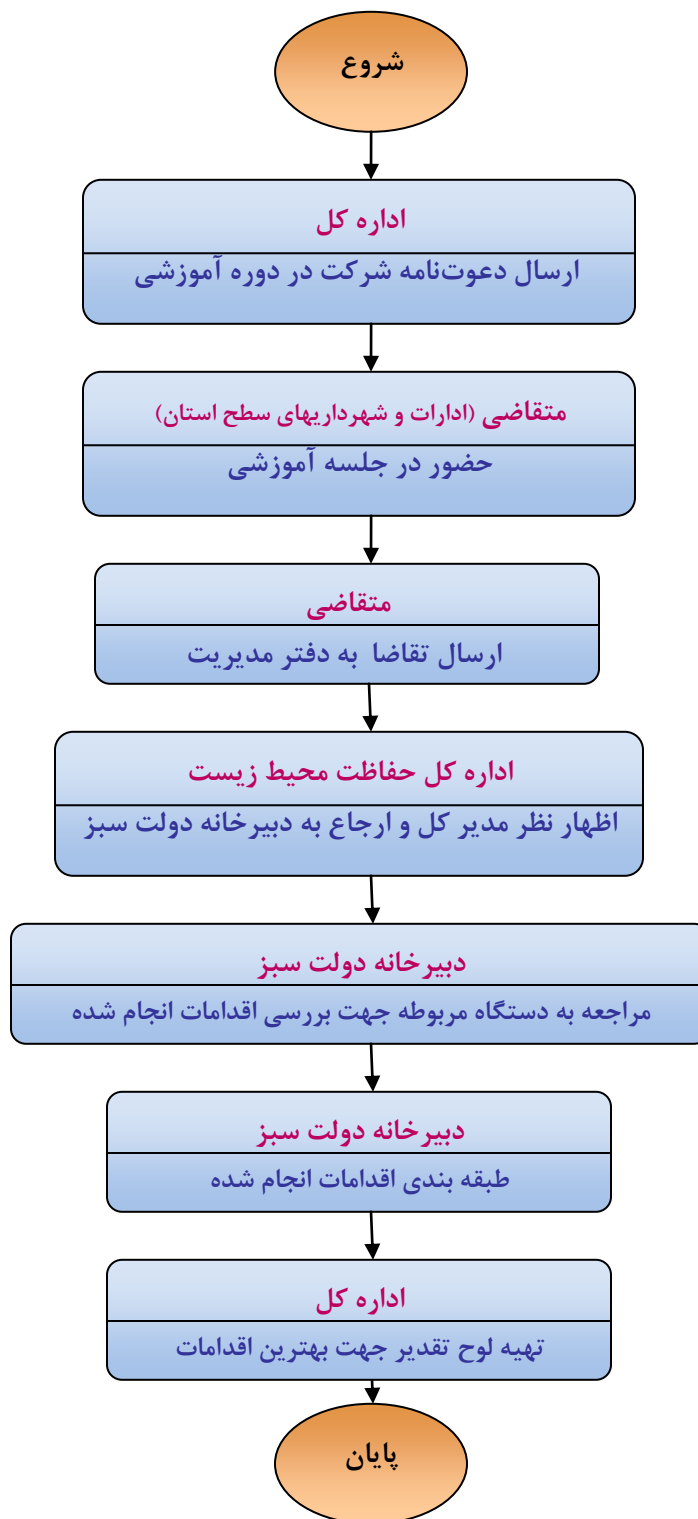 شروع
اداره کل
ارسال دعوت‌نامه شرکت در دوره آموزشی
متقاضی (ادارات و شهرداریهای سطح استان)
حضور در جلسه آموزشی
متقاضی
ارسال تقاضا به دفتر مدیریت
اداره کل حفاظت محیط زیست
اظهار نظر مدیر کل و ارجاع به دبیرخانه دولت سبز
دبیرخانه دولت سبز
مراجعه به دستگاه مربوطه جهت بررسی اقدامات انجام شده
دبیرخانه دولت سبز
طبقه بندی اقدامات انجام شده
اداره کل
تهیه لوح تقدیر جهت بهترین اقدامات
پایان